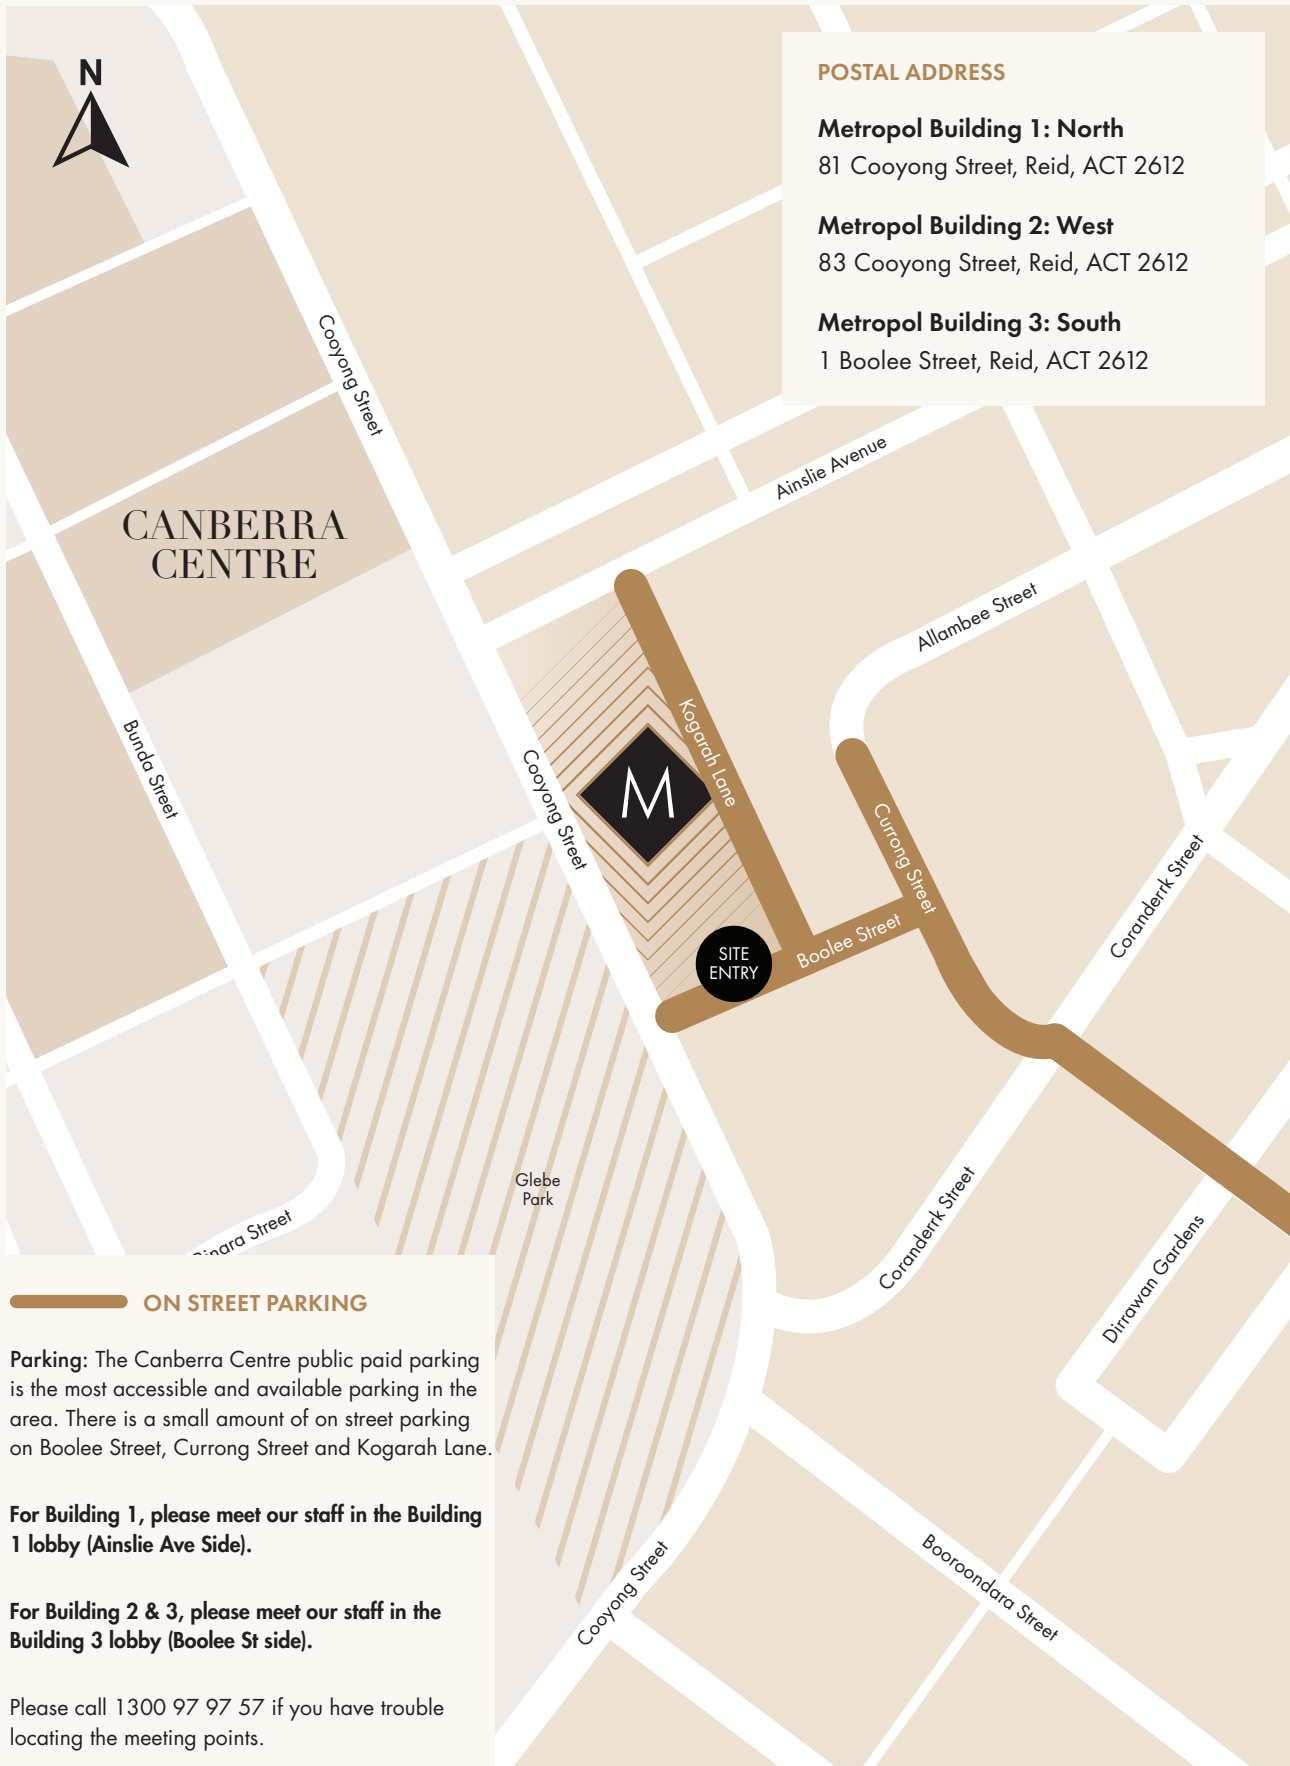 N
POSTAL ADDRESS
Metropol Building 1: North
81 Cooyong Street, Reid, ACT 2612
Metropol Building 2: West
83 Cooyong Street, Reid, ACT 2612
Metropol Building 3: South
1 Boolee Street, Reid, ACT 2612
Cooyong Street
Ainslie Avenue
CANBERRA
CENTRE
Allambee Street
Bunda Street
Cooyong Street
M
Kogarah Lane
Currong Street
Coranderrk Street
Boolee Street
SITE
ENTRY
Glebe
Park
Coranderrk Street
Dirrawan Gardens
Street
ON STREET PARKING
Parking: The Canberra Centre public paid parking
is the most accessible and available parking in the
area. There is a small amount of on street parking
on Boolee Street, Currong Street and Kogarah Lane.
For Building 1, please meet our staff in the Building
1 lobby (Ainslie Ave Side).
For Building 2 & 3, please meet our staff in the
Building 3 lobby (Boolee St side).
Please call 1300 97 97 57 if you have trouble
locating the meeting points.
Cooyong Street
Booroondara Street